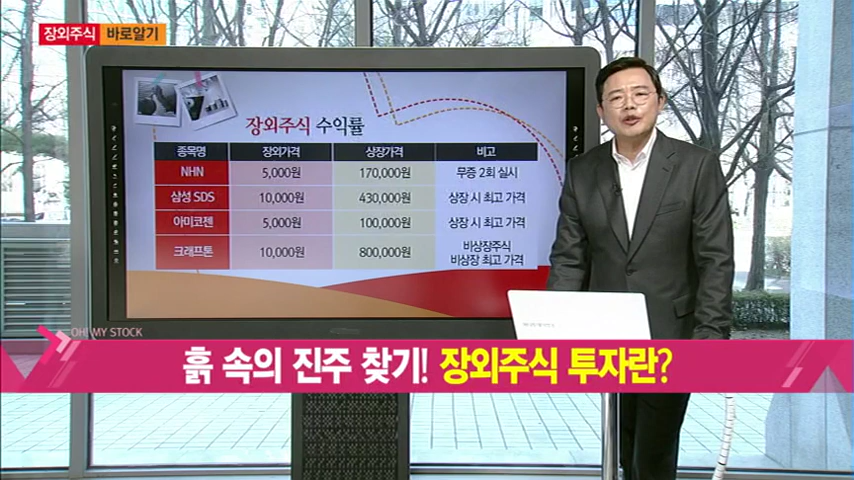 장외주식 바로알기
장외주식 수익률
종목명 장외가격 상장가격 비고
NHN 5,000원 170,000원 무증 2회 실시
삼성 SDS 10,000원 430,000원 상장 시 최고 가격
아미코젠 5,000원 100,000원 상장 시 최고 가격
크래프톤 10,000원 800,000원 비상장주식
비상장 최고 가격
OH! MY STOCK
흙 속의 진주 찾기! 장외주식 투자란?